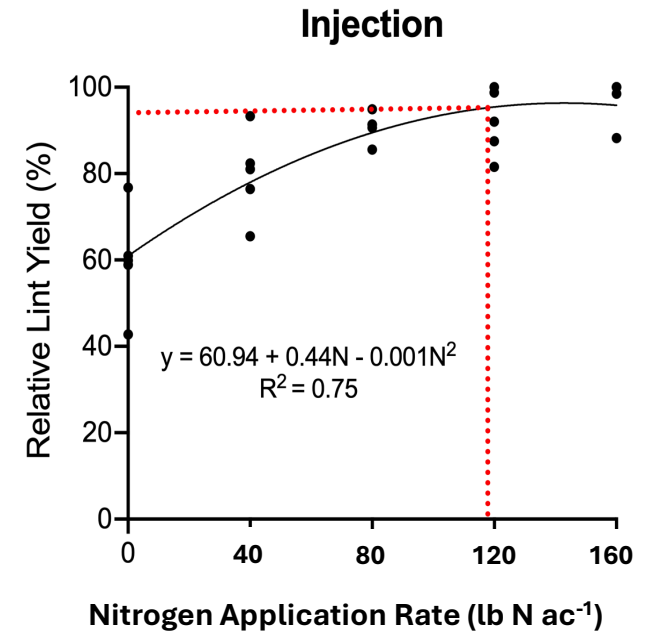 Injection
100
80
60
40
20
0
Relative Lint Yield (%)
y = 60.94 + 0.44N - 0.001N²
R² = 0.75
0 40 80 120 160
Nitrogen Application Rate (lb N ac⁻¹)